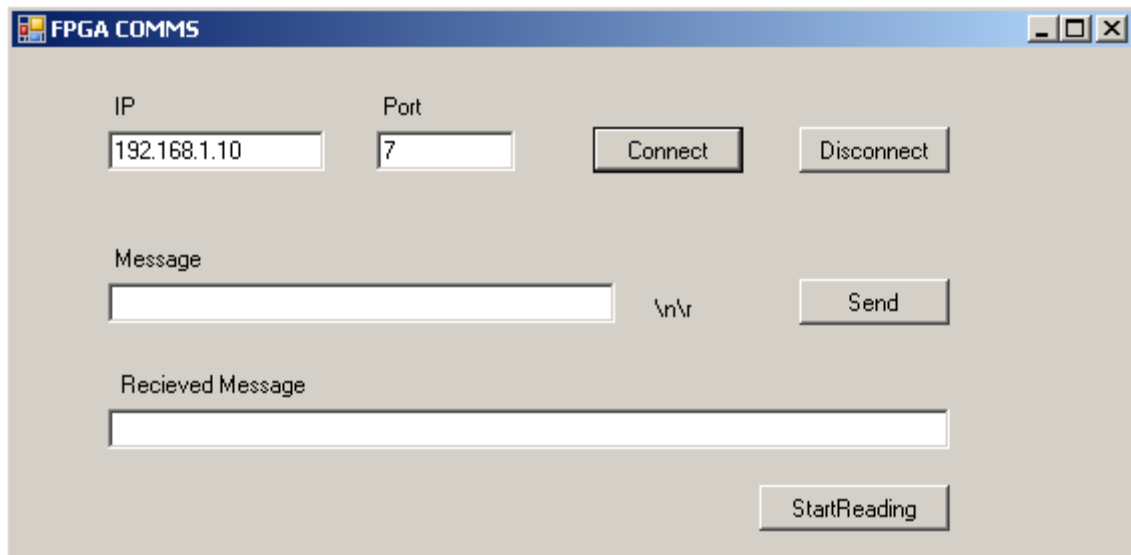 FPGA COMMS
IP Port
192.168.1.10 7 Connect Disconnect
Message
\n\r Send
Recieved Message
StartReading